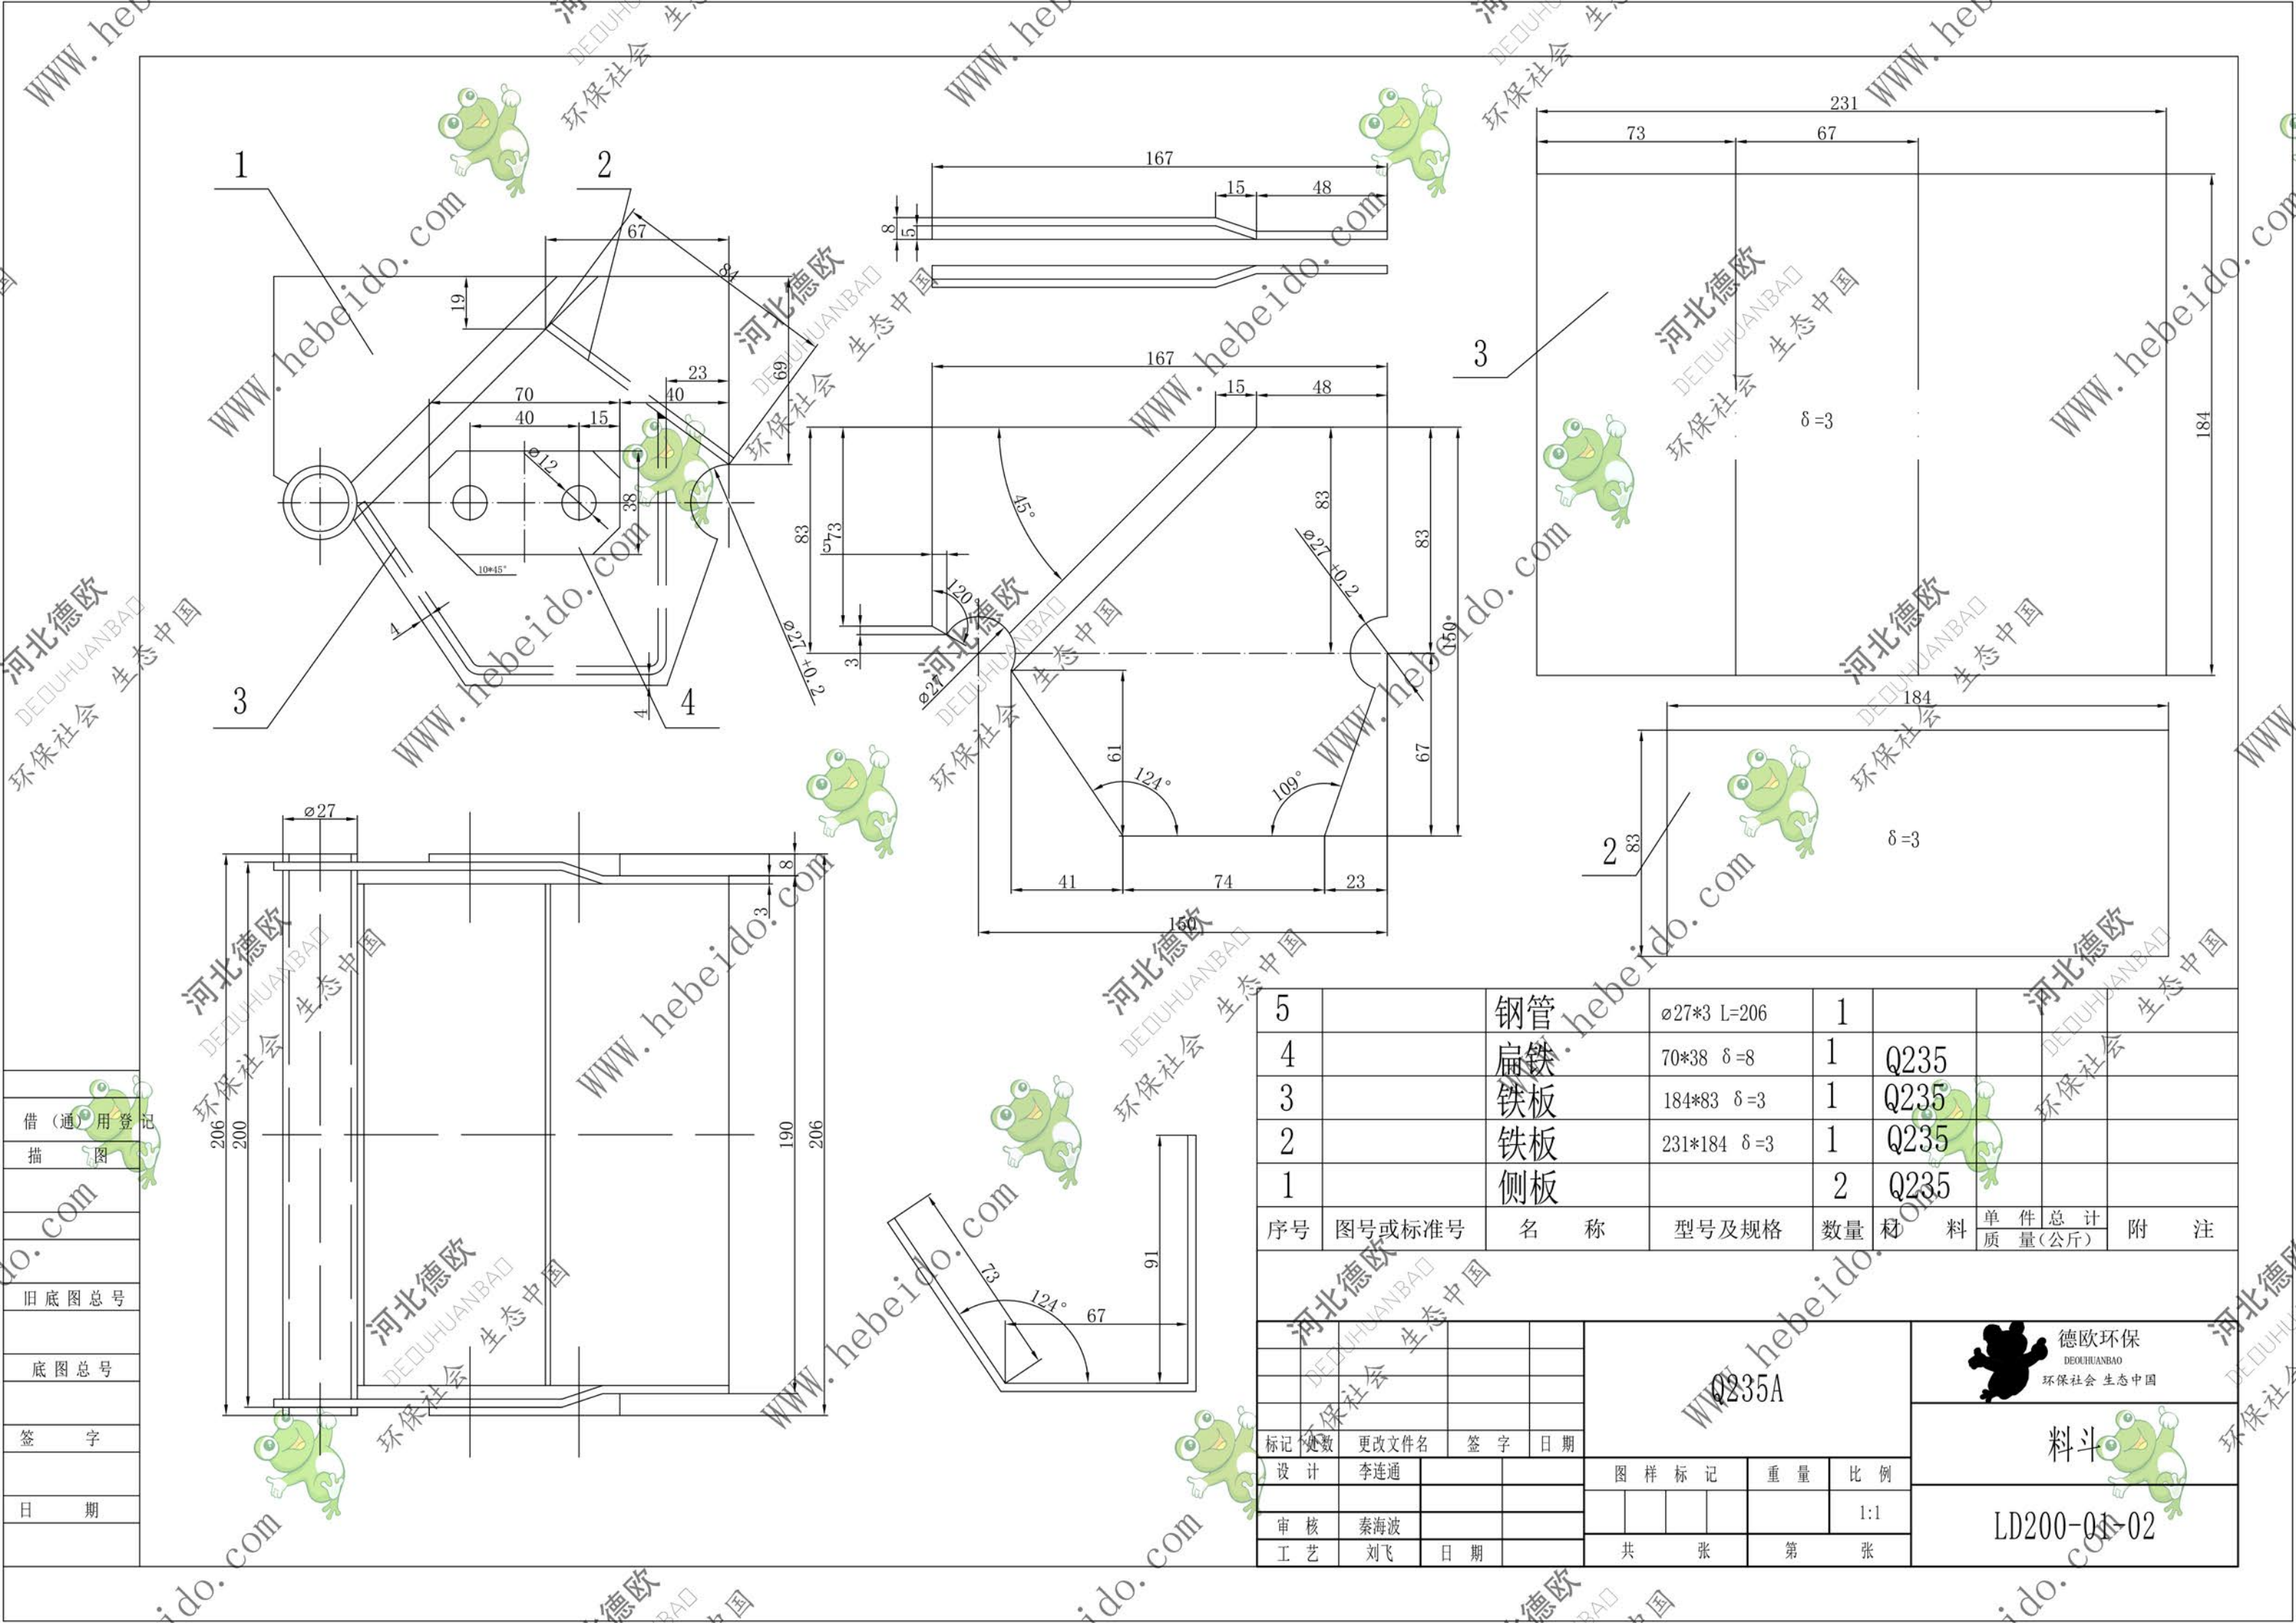 1
2
67
84
19
23
69
70
40
40
15
⌀12
38
10*45°
4
4
⌀27 +0.2
3
4
167
15
48
8
5
167
15
48
45°
83
73
5
83
83
⌀27 +0.2
120°
3
⌀27
150
61
67
124°
109°
41
74
23
150
231
73
67
3
δ=3
184
184
2
83
δ=3
⌀27
8
3
206
200
190
206
73
124°
67
91
5 钢管 ⌀27*3 L=206 1
4 扁铁 70*38 δ=8 1 Q235
3 铁板 184*83 δ=3 1 Q235
2 铁板 231*184 δ=3 1 Q235
1 侧板 2 Q235
序号 图号或标准号 名 称 型号及规格 数量 材 料 单 件 总 计 附 注
质 量(公斤)
借(通)用登记
描 图
旧底图总号
底图总号
签 字
日 期
Q235A
德欧环保
DEOUHUANBAO
环保社会 生态中国
标记 处数 更改文件名 签 字 日 期
料斗
设 计 李连通
图 样 标 记 重 量 比 例
1:1
审 核 秦海波
LD200-01-02
工 艺 刘飞 日 期
共 张 第 张
WWW.hebeido.com
河北德欧
DEOUHUANBAO
环保社会 生态中国